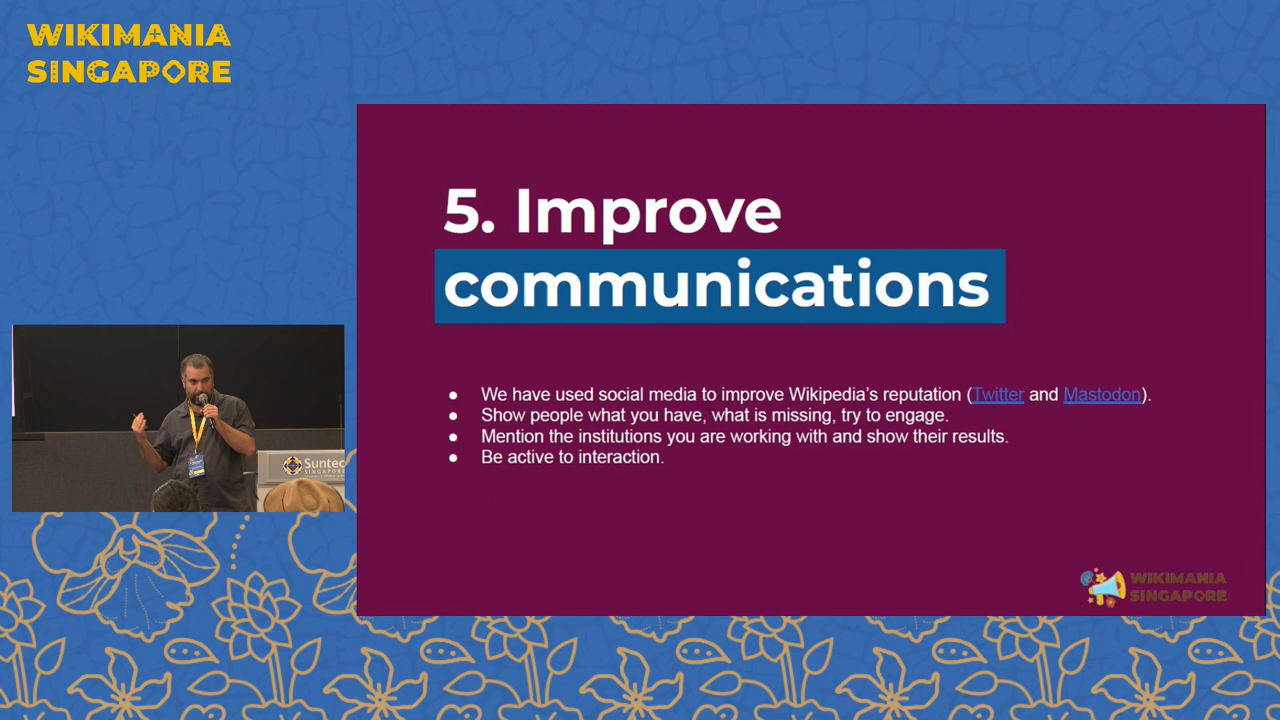 WIKIMANIA
SINGAPORE
5. Improve
communications
● We have used social media to improve Wikipedia’s reputation (Twitter and Mastodon).
● Show people what you have, what is missing, try to engage.
● Mention the institutions you are working with and show their results.
● Be active to interaction.
Suntec
SINGAPORE
WIKIMANIA
SINGAPORE